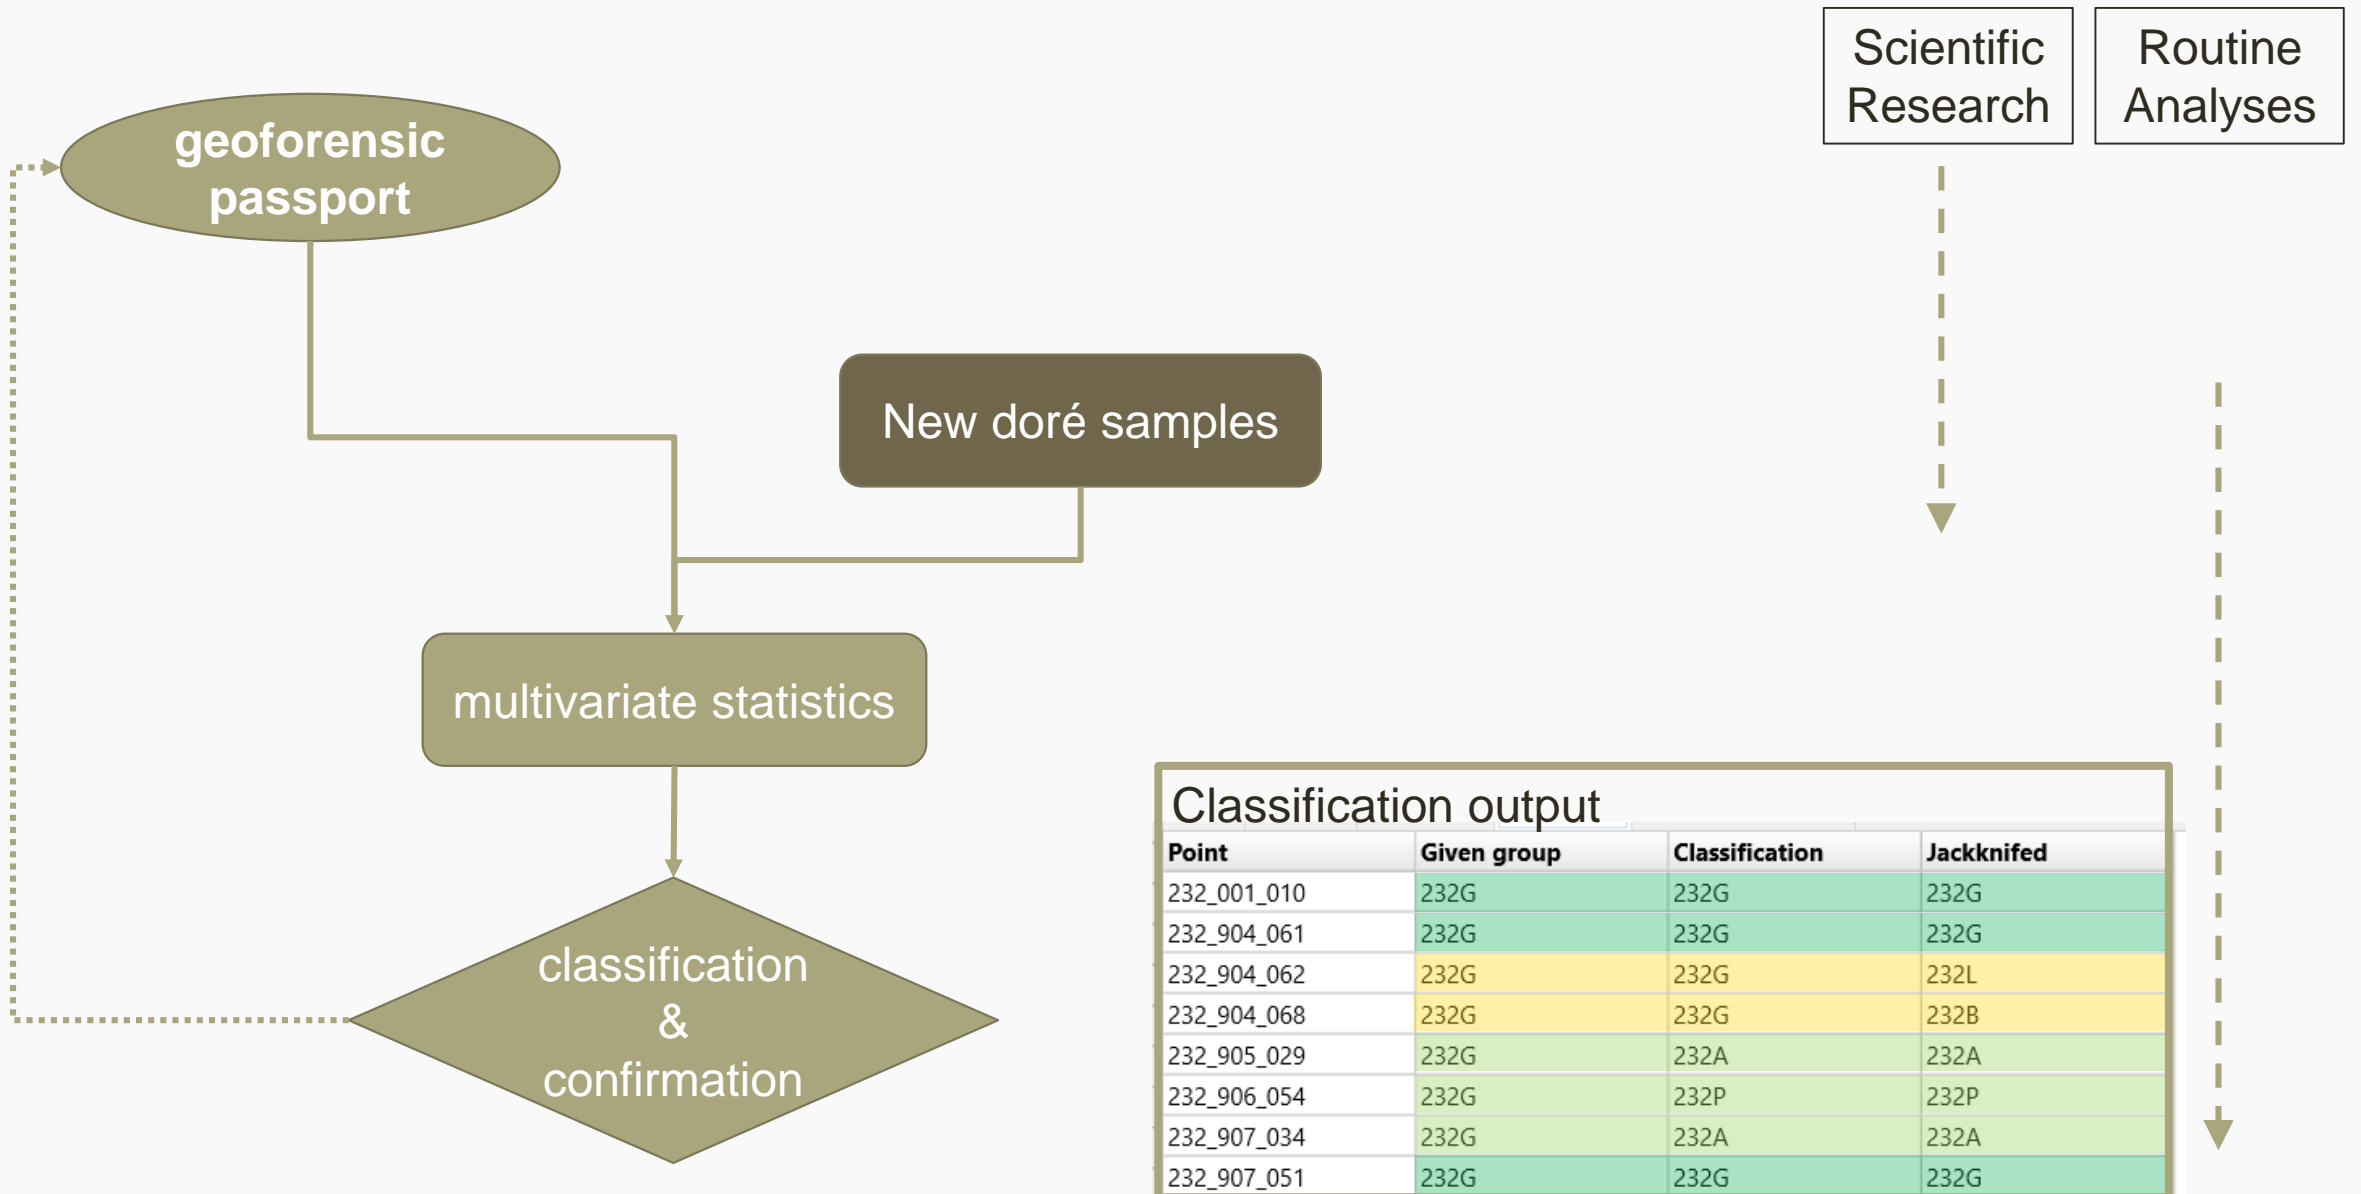 Scientific
Research
Routine
Analyses
geoforensic
passport
New doré samples
multivariate statistics
classification
&
confirmation
Classification output
Point Given group Classification Jackknifed
232_001_010 232G 232G 232G
232_904_061 232G 232G 232G
232_904_062 232G 232G 232L
232_904_068 232G 232G 232B
232_905_029 232G 232A 232A
232_906_054 232G 232P 232P
232_907_034 232G 232A 232A
232_907_051 232G 232G 232G